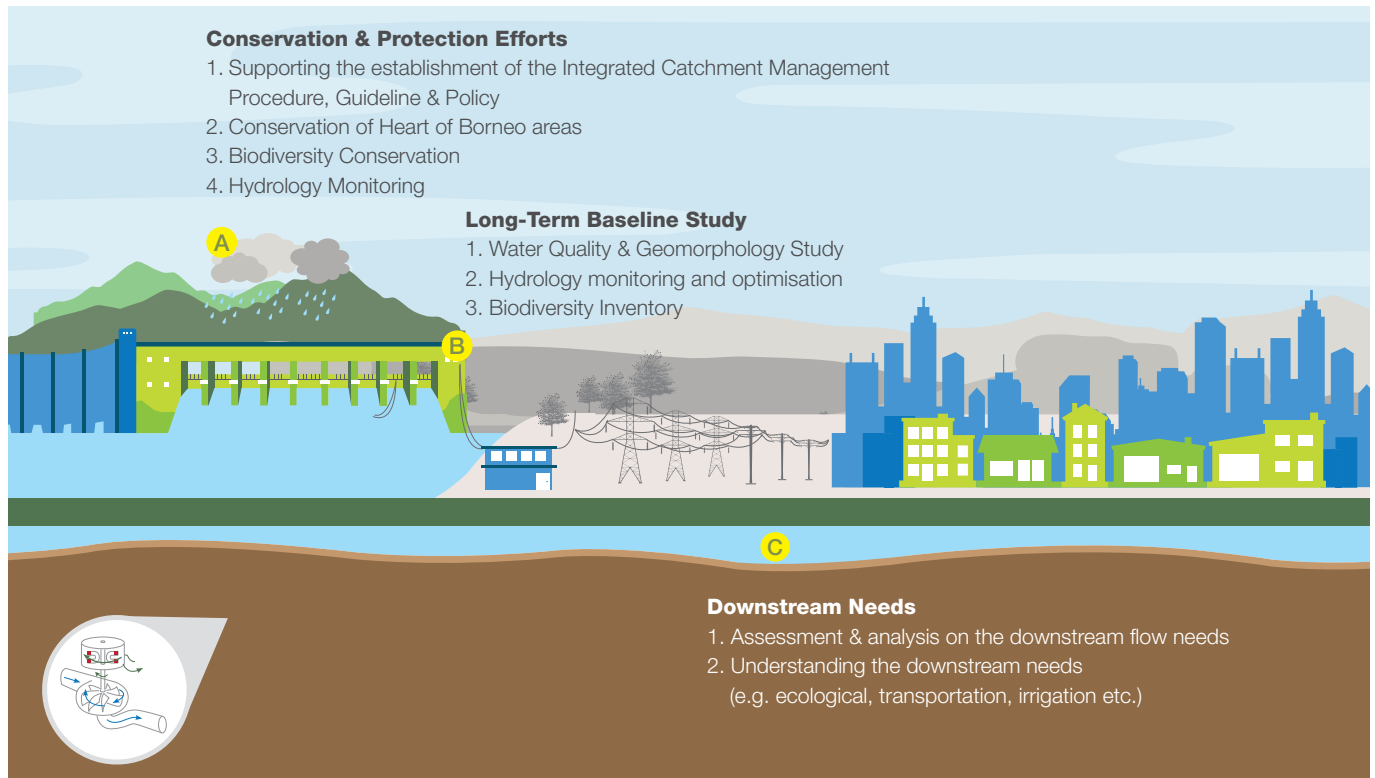 Conservation & Protection Efforts
1. Supporting the establishment of the Integrated Catchment Management
Procedure, Guideline & Policy
2. Conservation of Heart of Borneo areas
3. Biodiversity Conservation
4. Hydrology Monitoring
A
Long-Term Baseline Study
1. Water Quality & Geomorphology Study
2. Hydrology monitoring and optimisation
3. Biodiversity Inventory
B
C
Downstream Needs
1. Assessment & analysis on the downstream flow needs
2. Understanding the downstream needs
(e.g. ecological, transportation, irrigation etc.)